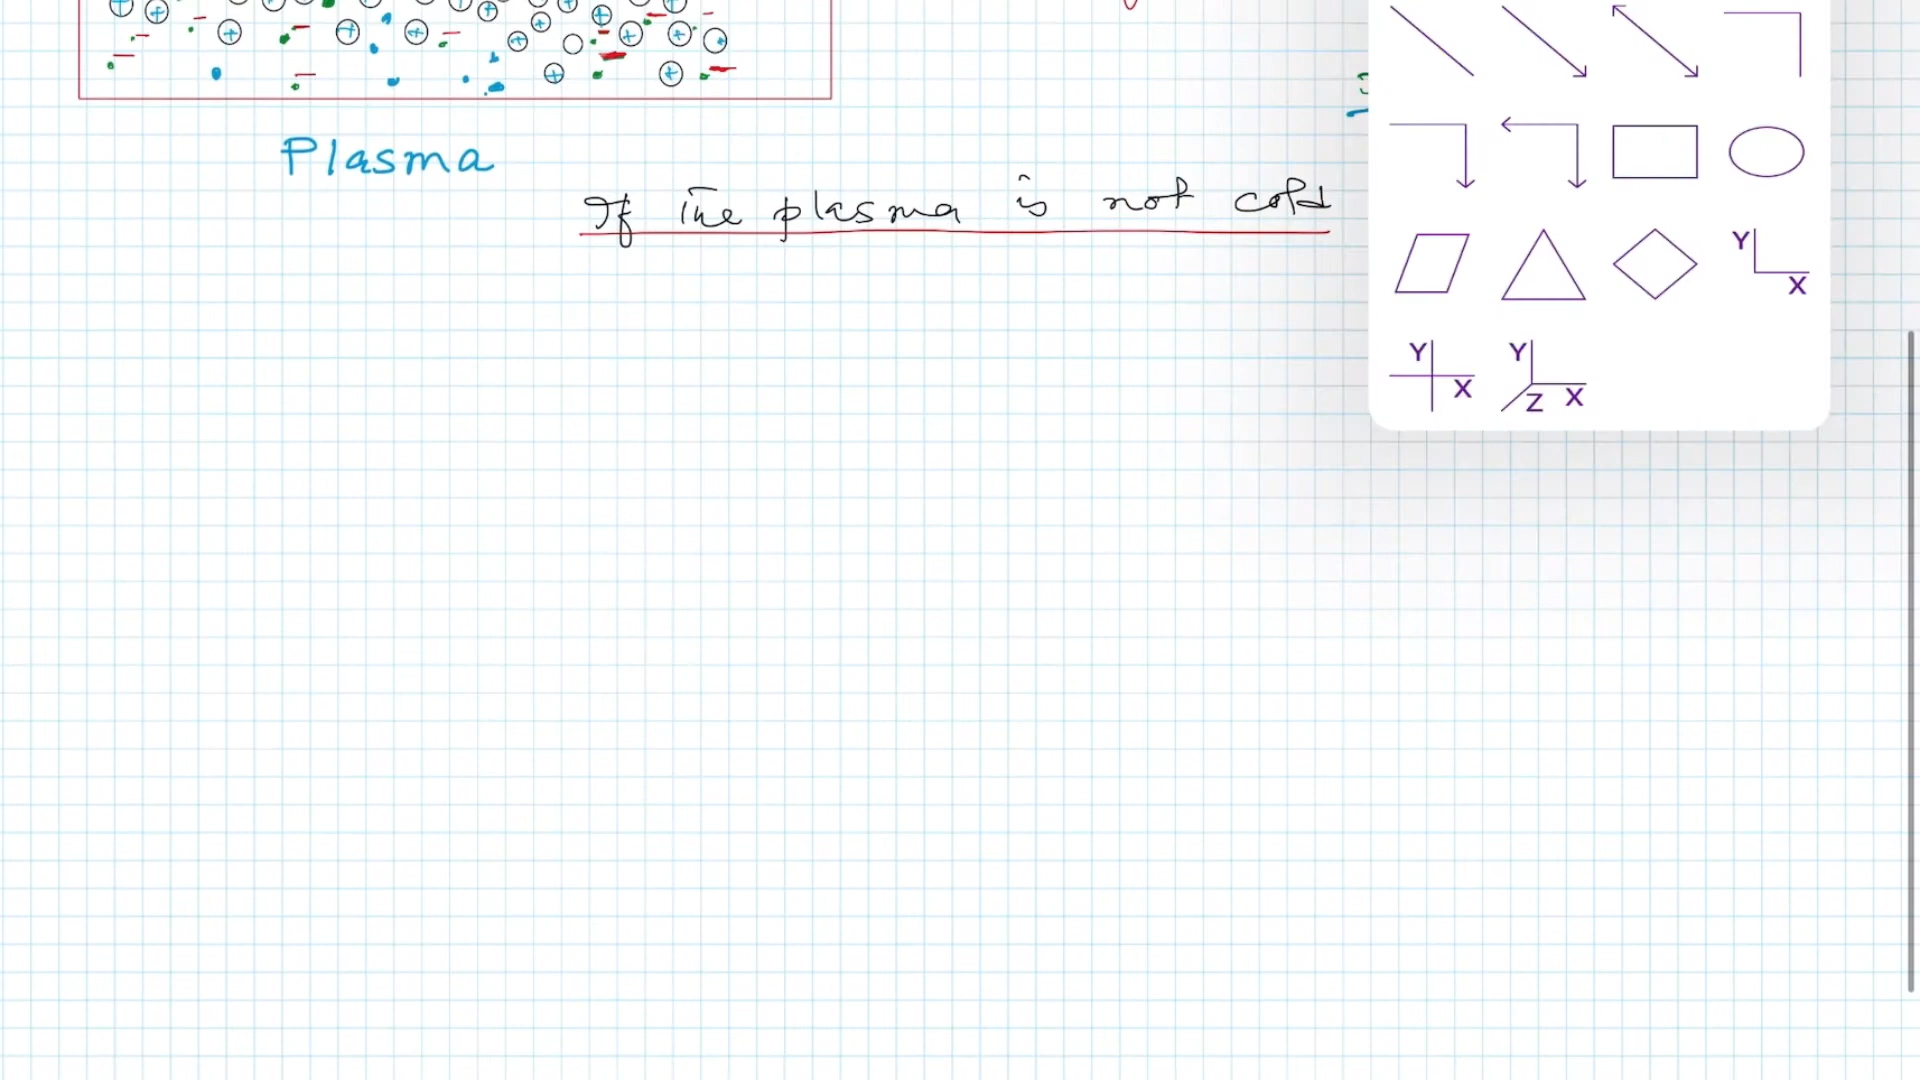 Plasma
If the plasma is not cold
Y
X
Y
X
Y
Z X